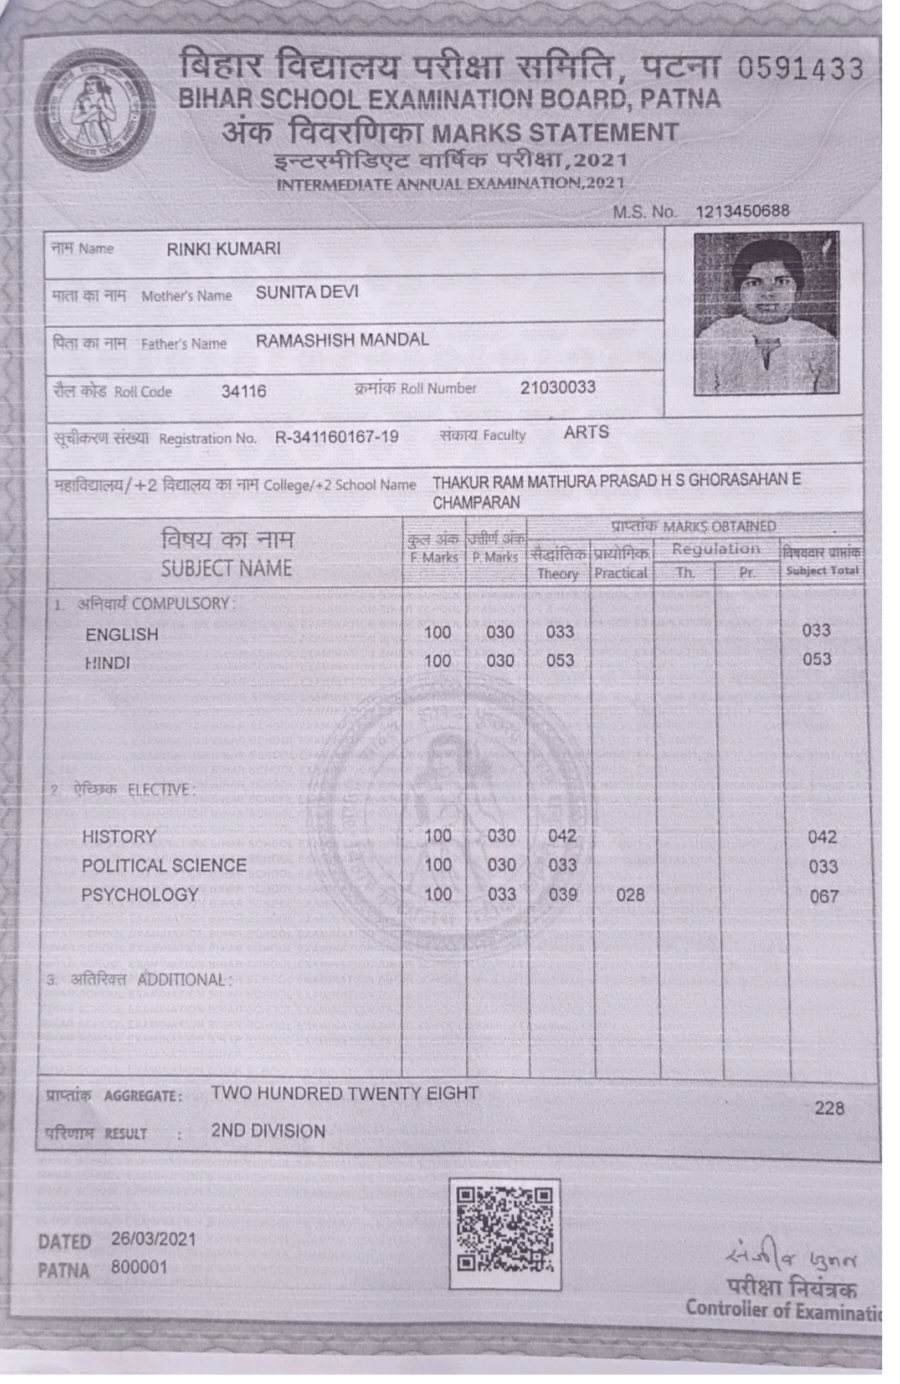 बिहार विद्यालय परीक्षा समिति, पटना 0591433
BIHAR SCHOOL EXAMINATION BOARD, PATNA
अंक विवरणिका MARKS STATEMENT
इन्टरमीडिएट वार्षिक परीक्षा,2021
INTERMEDIATE ANNUAL EXAMINATION,2021
M.S. No. 1213450688
नाम Name RINKI KUMARI
माता का नाम Mother's Name SUNITA DEVI
पिता का नाम Father's Name RAMASHISH MANDAL
रौल कोड Roll Code 34116 क्रमांक Roll Number 21030033
सूचीकरण संख्या Registration No. R-341160167-19 संकाय Faculty ARTS
महाविद्यालय/+2 विद्यालय का नाम College/+2 School Name THAKUR RAM MATHURA PRASAD H S GHORASAHAN E
CHAMPARAN
विषय का नाम
SUBJECT NAME
कुल अंक
F. Marks
उत्तीर्ण अंक
P. Marks
प्राप्तांक MARKS OBTAINED
सैद्धांतिक
Theory
प्रायोगिक
Practical
Regulation
Th. Pr.
विषयवार प्राप्तांक
Subject Total
1. अनिवार्य COMPULSORY:
ENGLISH 100 030 033 033
HINDI 100 030 053 053
2. ऐच्छिक ELECTIVE:
HISTORY 100 030 042 042
POLITICAL SCIENCE 100 030 033 033
PSYCHOLOGY 100 033 039 028 067
3. अतिरिक्त ADDITIONAL:
प्राप्तांक AGGREGATE: TWO HUNDRED TWENTY EIGHT 228
परिणाम RESULT : 2ND DIVISION
DATED 26/03/2021
PATNA 800001
परीक्षा नियंत्रक
Controller of Examinatio